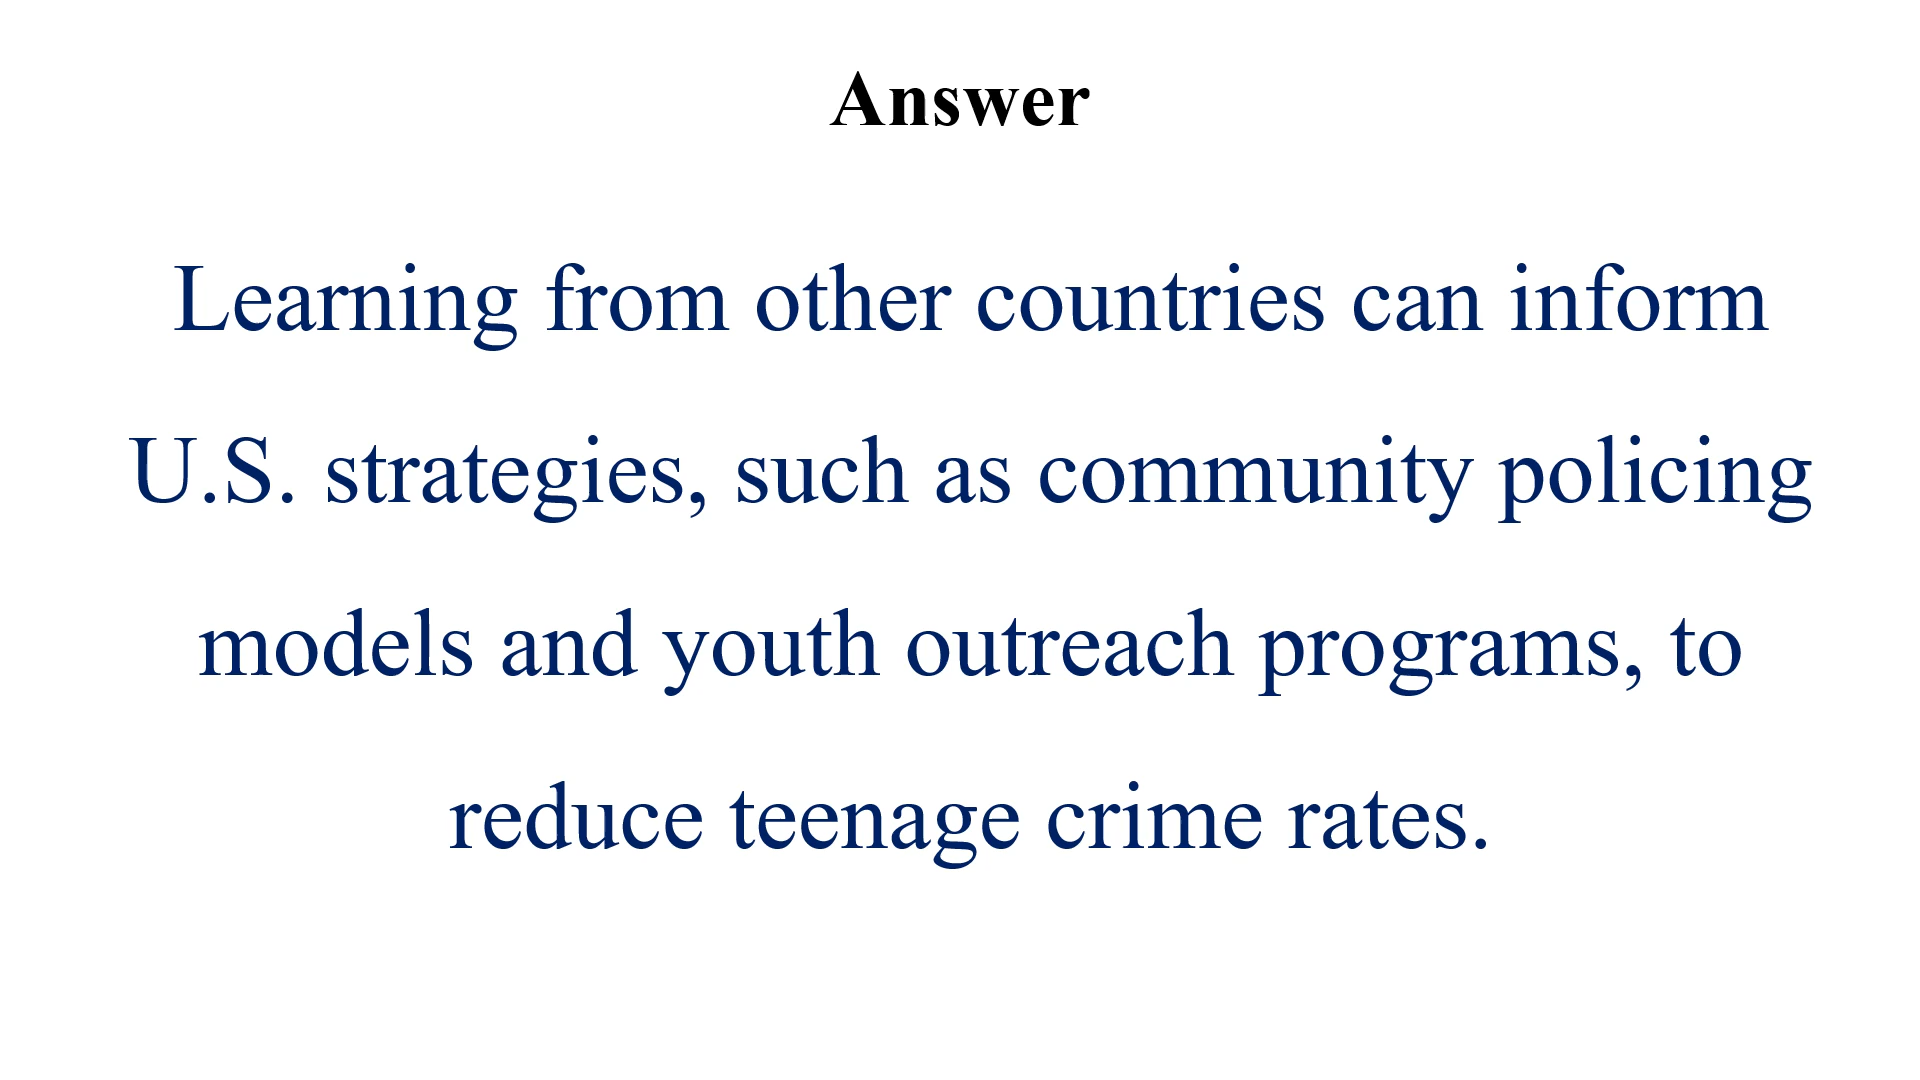 Answer
Learning from other countries can inform
U.S. strategies, such as community policing
models and youth outreach programs, to
reduce teenage crime rates.